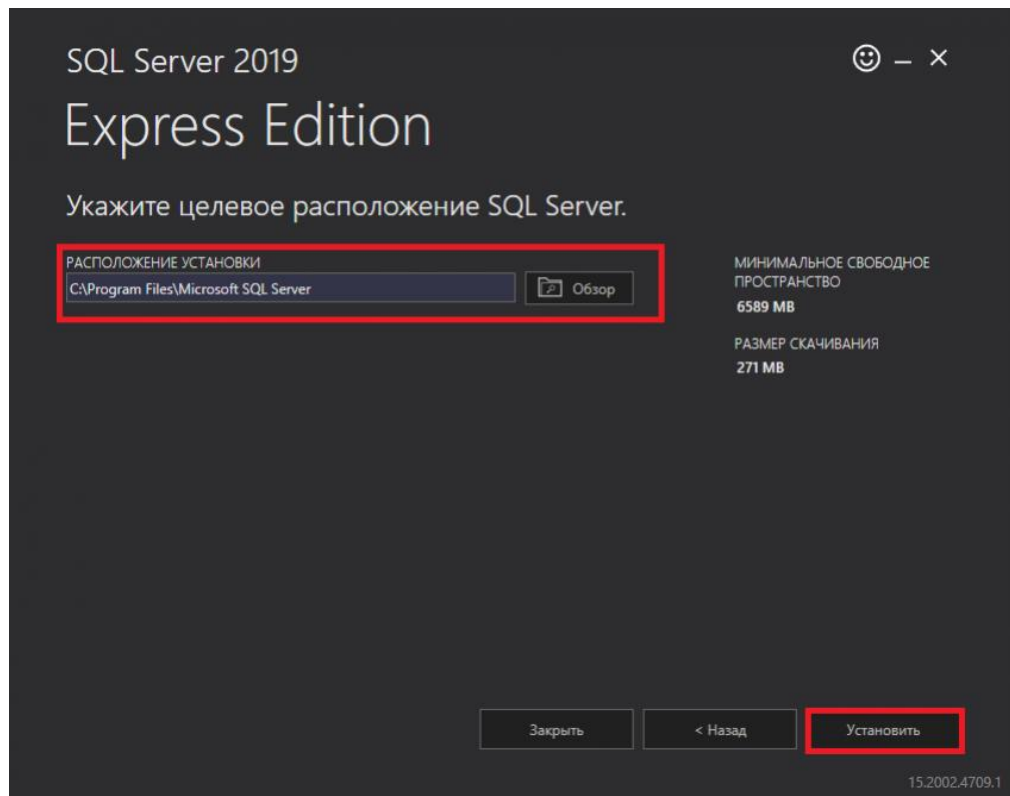 SQL Server 2019
Express Edition
Укажите целевое расположение SQL Server.
РАСПОЛОЖЕНИЕ УСТАНОВКИ
C:\Program Files\Microsoft SQL Server
Обзор
МИНИМАЛЬНОЕ СВОБОДНОЕ
ПРОСТРАНСТВО
6589 MB
РАЗМЕР СКАЧИВАНИЯ
271 MB
Закрыть
< Назад
Установить
15.2002.4709.1